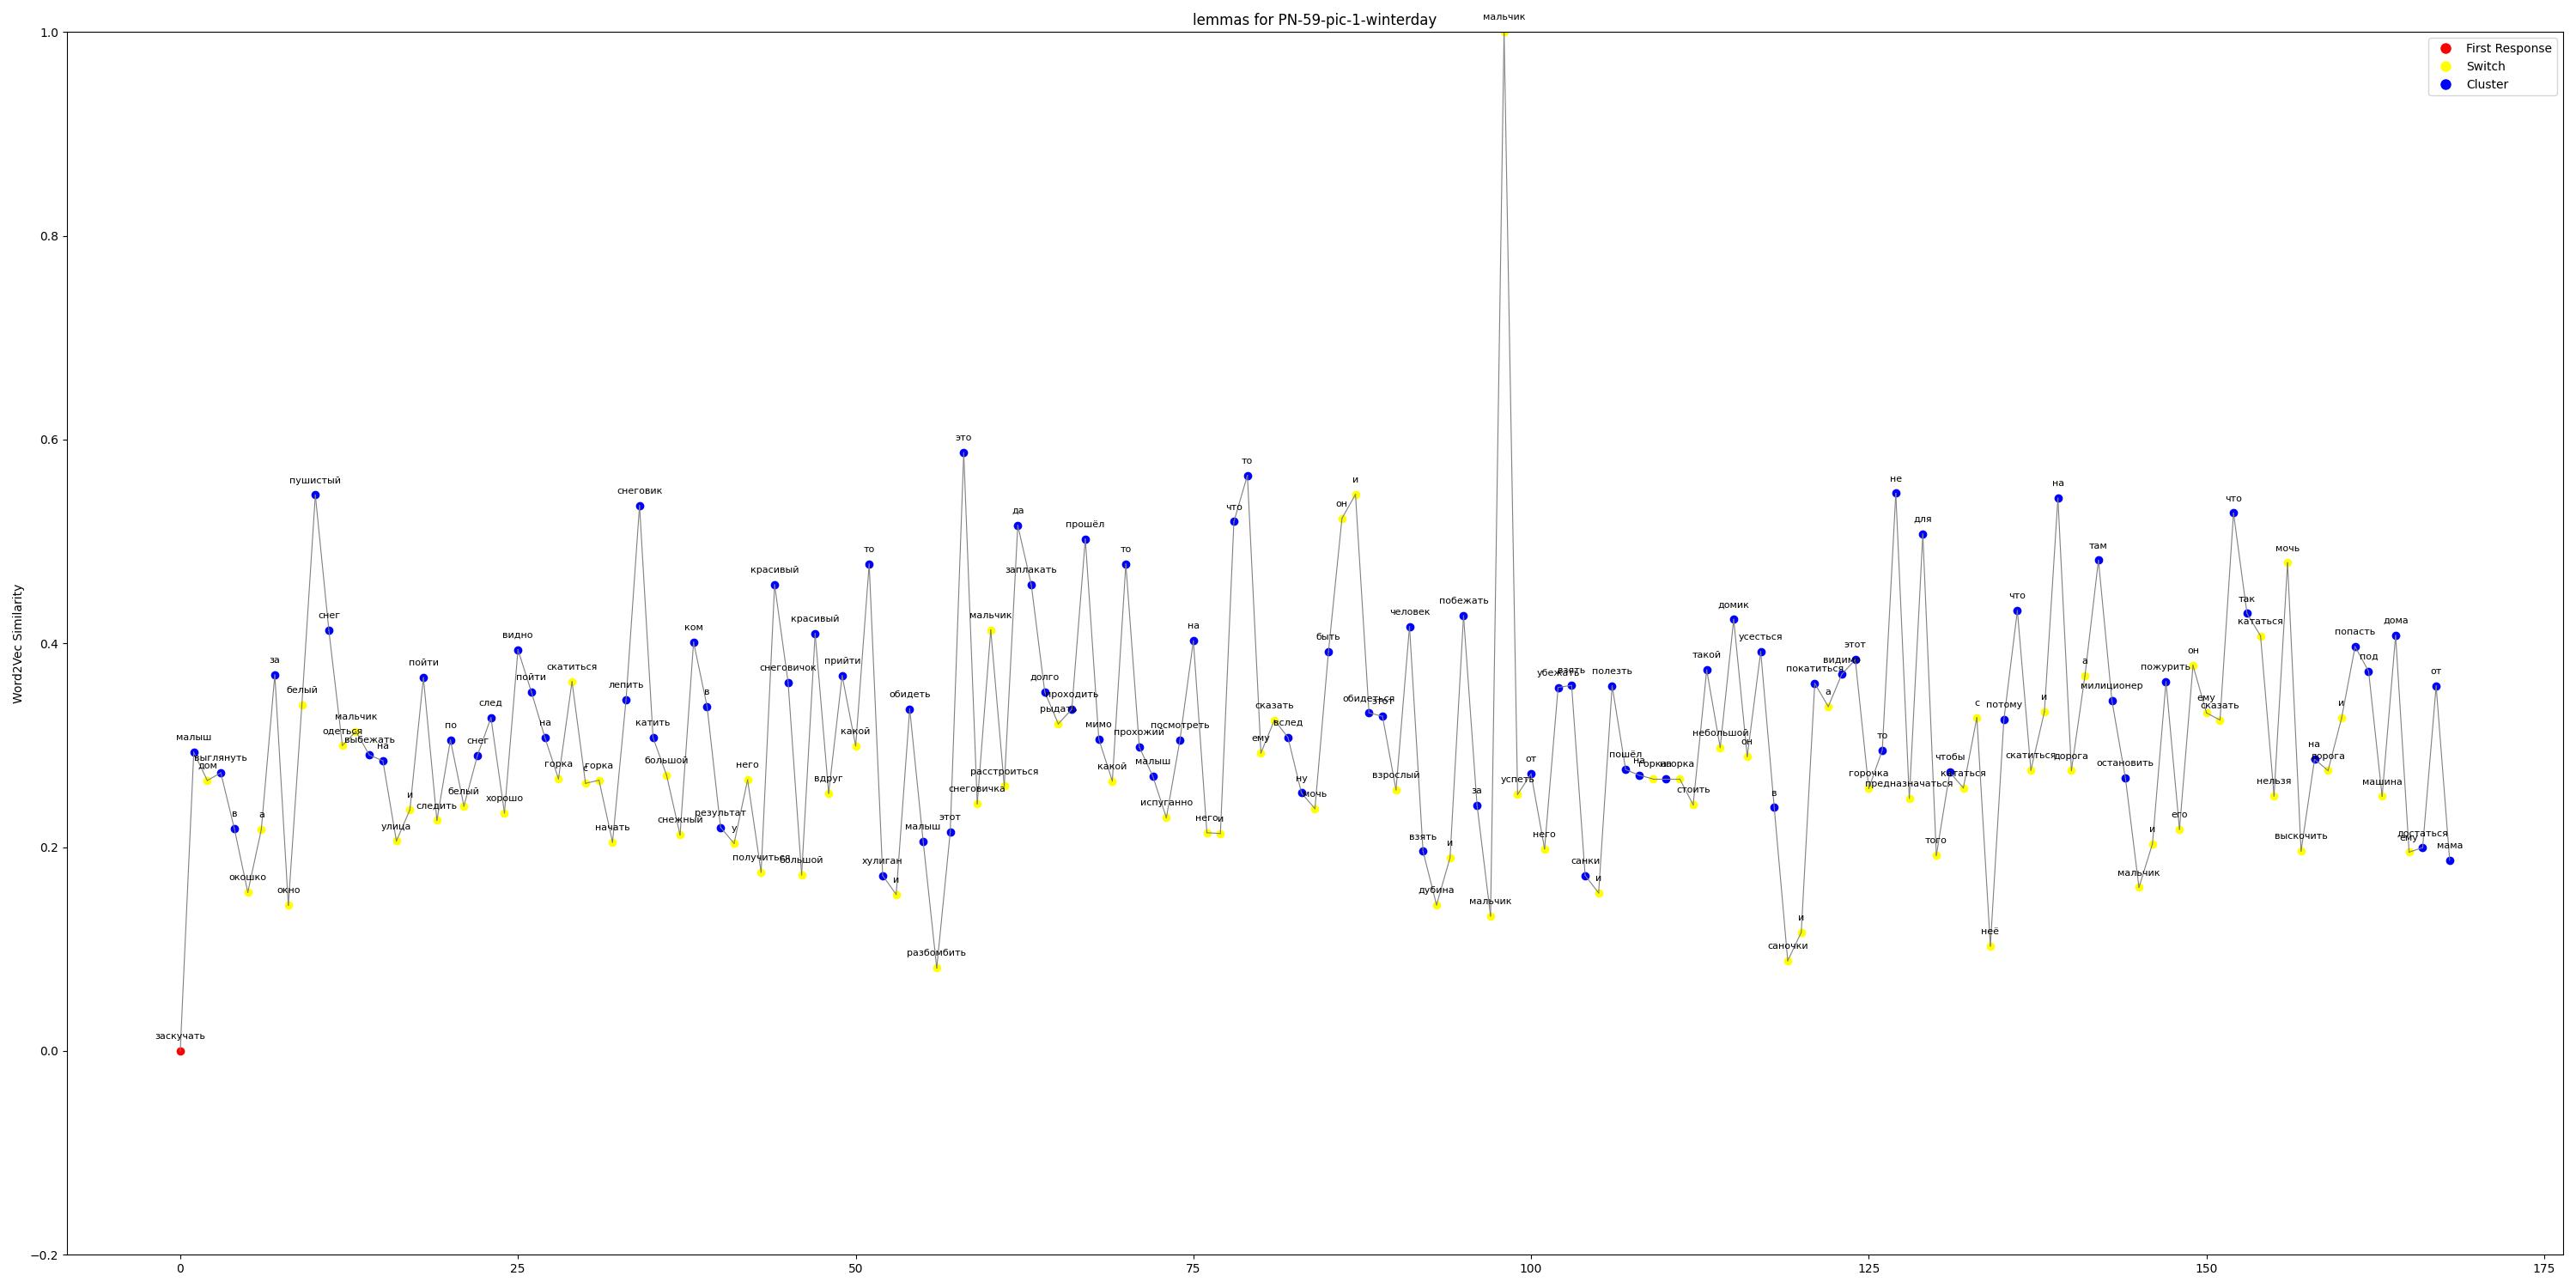 lemmas for PN-59-pic-1-winterday
First Response
Switch
Cluster
Word2Vec Similarity
1.0
0.8
0.6
0.4
0.2
0.0
−0.2
0
25
50
75
100
125
150
175
заскучать
малыш
дом
выглянуть
в
окошко
а
за
окно
белый
пушистый
снег
одеться
мальчик
выбежать
на
улица
и
пойти
следить
по
белый
снег
след
хорошо
видно
пойти
на
горка
скатиться
с
горка
начать
лепить
снеговик
катить
большой
снежный
ком
в
результат
у
него
получиться
красивый
снеговичок
большой
красивый
вдруг
прийти
какой
то
хулиган
и
обидеть
малыш
разбомбить
этот
это
снеговичка
мальчик
расстроиться
да
заплакать
долго
рыдать
проходить
прошёл
мимо
какой
то
прохожий
малыш
испуганно
посмотреть
на
него
и
что
то
ему
сказать
вслед
ну
мочь
быть
он
и
обидеться
этот
взрослый
человек
взять
дубина
и
побежать
за
мальчик
мальчик
успеть
от
него
убежать
взять
санки
и
полезть
пошёл
на
горка
на
горка
стоить
такой
небольшой
домик
он
усесться
в
саночки
и
покатиться
а
видимо
этот
горочка
то
не
предназначаться
для
того
чтобы
кататься
с
неё
потому
что
скатиться
и
на
дорога
а
там
милиционер
остановить
мальчик
и
пожурить
его
он
ему
сказать
что
так
кататься
нельзя
мочь
выскочить
на
дорога
и
попасть
под
машина
дома
ему
достаться
от
мама